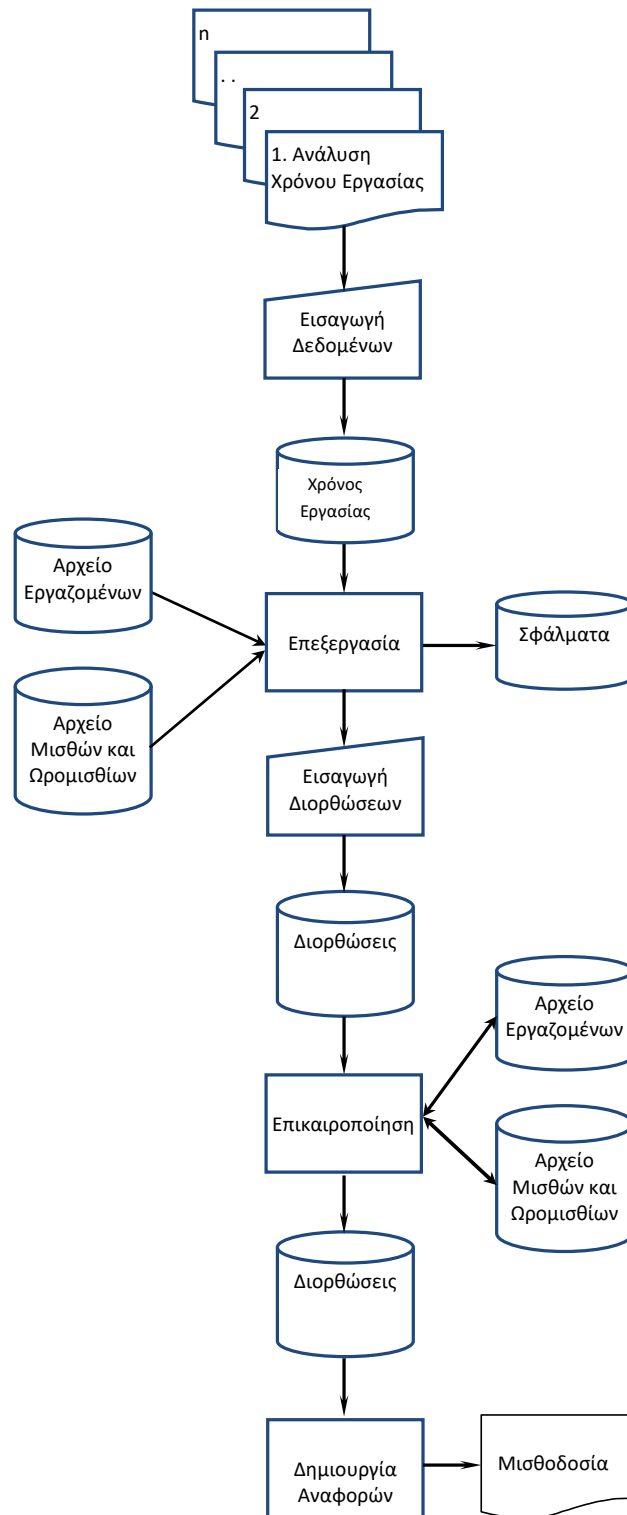 n
. .
2
1. Ανάλυση
Χρόνου Εργασίας
Εισαγωγή
Δεδομένων
Χρόνος
Εργασίας
Αρχείο
Εργαζομένων
Επεξεργασία
Σφάλματα
Αρχείο
Μισθών και
Ωρομισθίων
Εισαγωγή
Διορθώσεων
Διορθώσεις
Αρχείο
Εργαζομένων
Επικαιροποίηση
Αρχείο
Μισθών και
Ωρομισθίων
Διορθώσεις
Δημιουργία
Αναφορών
Μισθοδοσία